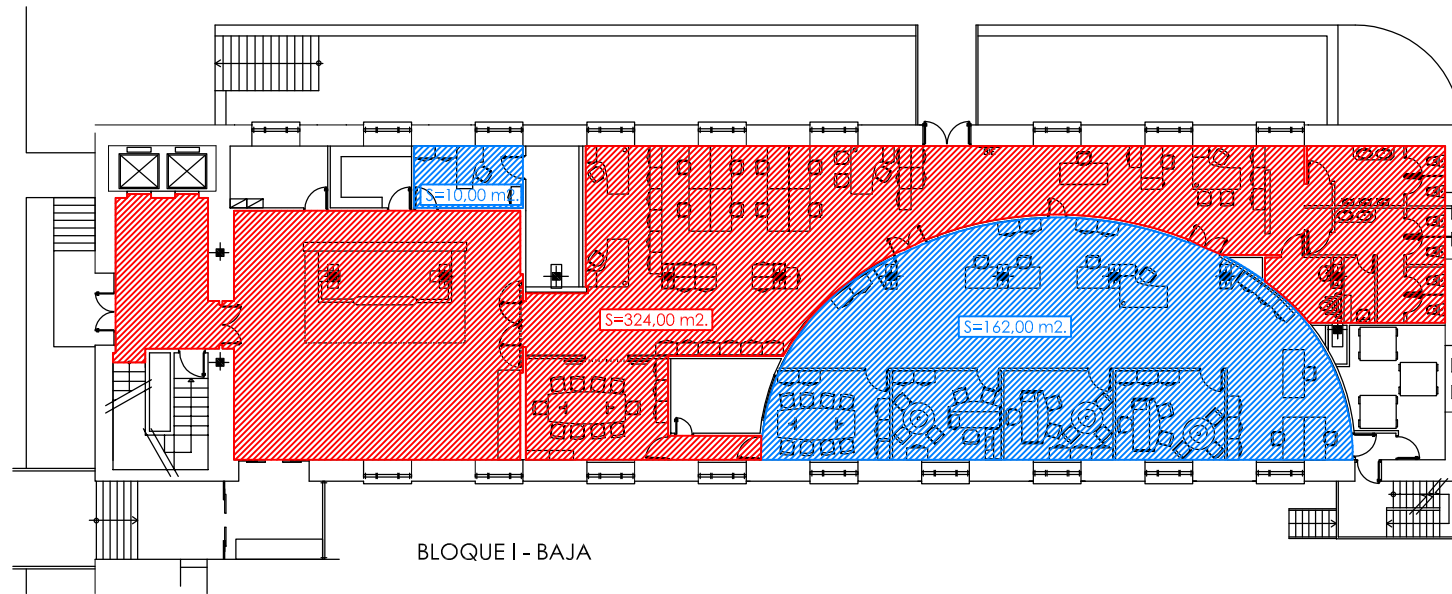 S=10,00 m2.
S=324,00 m2.
S=162,00 m2.
BLOQUE I - BAJA